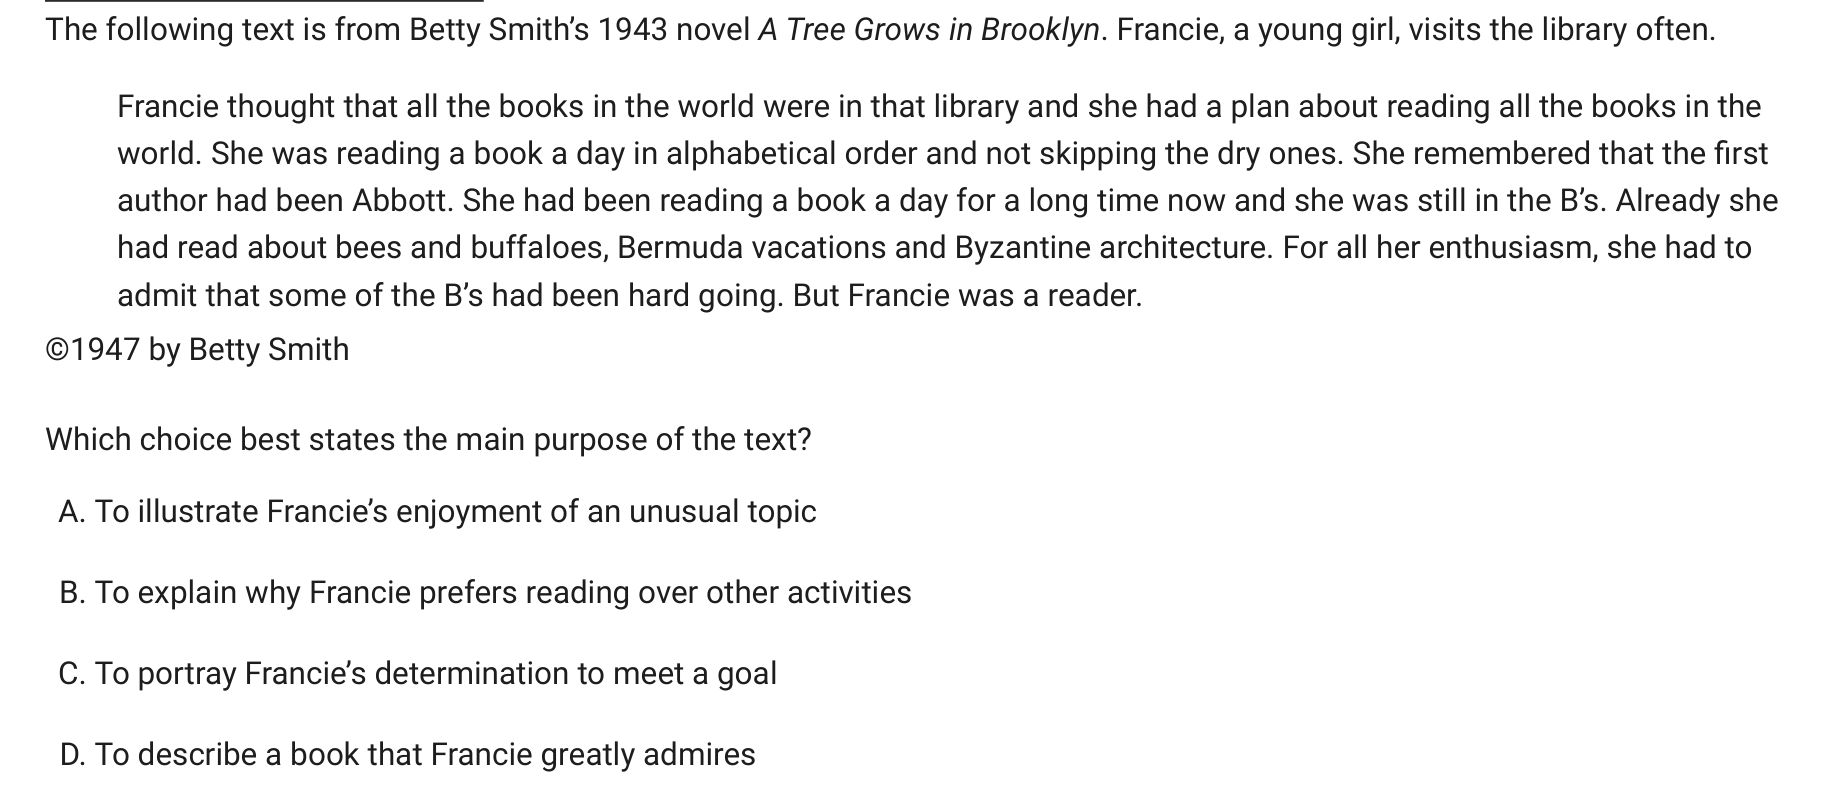 The following text is from Betty Smith’s 1943 novel A Tree Grows in Brooklyn. Francie, a young girl, visits the library often.
Francie thought that all the books in the world were in that library and she had a plan about reading all the books in the
world. She was reading a book a day in alphabetical order and not skipping the dry ones. She remembered that the first
author had been Abbott. She had been reading a book a day for a long time now and she was still in the B’s. Already she
had read about bees and buffaloes, Bermuda vacations and Byzantine architecture. For all her enthusiasm, she had to
admit that some of the B’s had been hard going. But Francie was a reader.
©1947 by Betty Smith
Which choice best states the main purpose of the text?
A. To illustrate Francie’s enjoyment of an unusual topic
B. To explain why Francie prefers reading over other activities
C. To portray Francie’s determination to meet a goal
D. To describe a book that Francie greatly admires